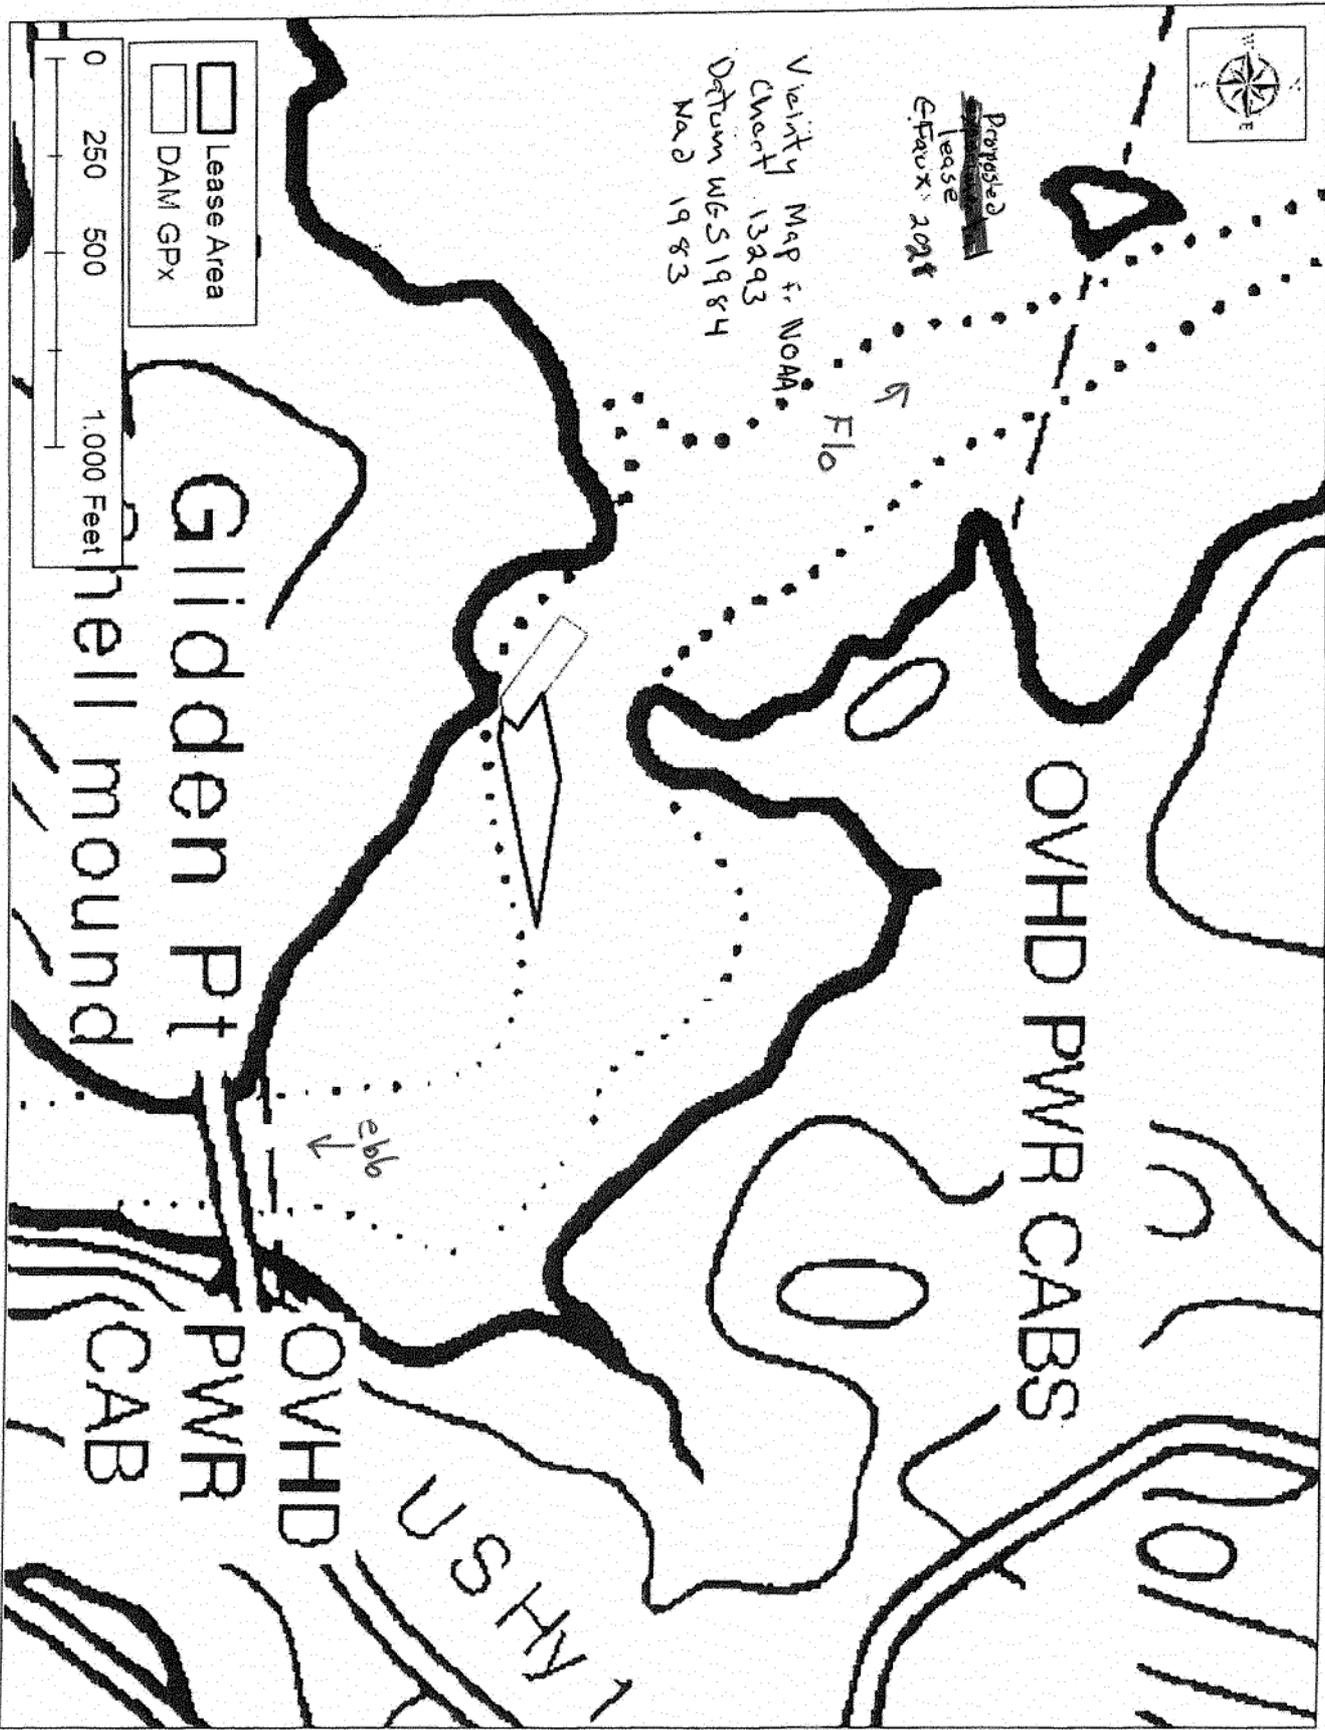 W
E
Proposed
lease
Faux
OVHD PWR CABS
Vicinity Map fr. NOAA
Chart 13293
Datum WGS1984
Nad 1983
Flo
ebb
US Hy 1
Lease Area
DAM GPx
0 250 500 1,000 Feet
Glidden Pt
hell mound
OVHD
PWR
CAB